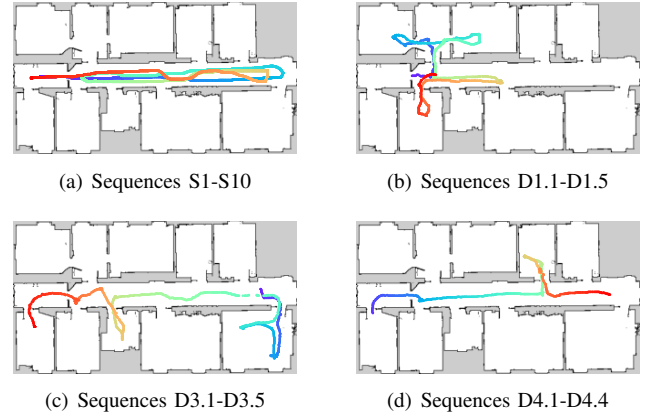 (a) Sequences S1-S10
(b) Sequences D1.1-D1.5
(c) Sequences D3.1-D3.5
(d) Sequences D4.1-D4.4